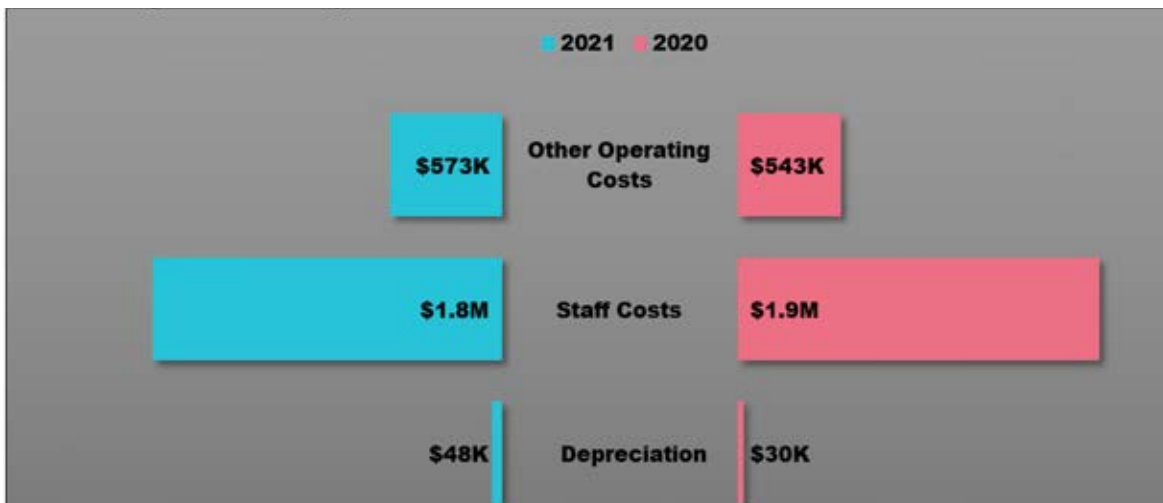 2021 2020
$573K Other Operating $543K
Costs
$1.8M Staff Costs $1.9M
$48K Depreciation $30K